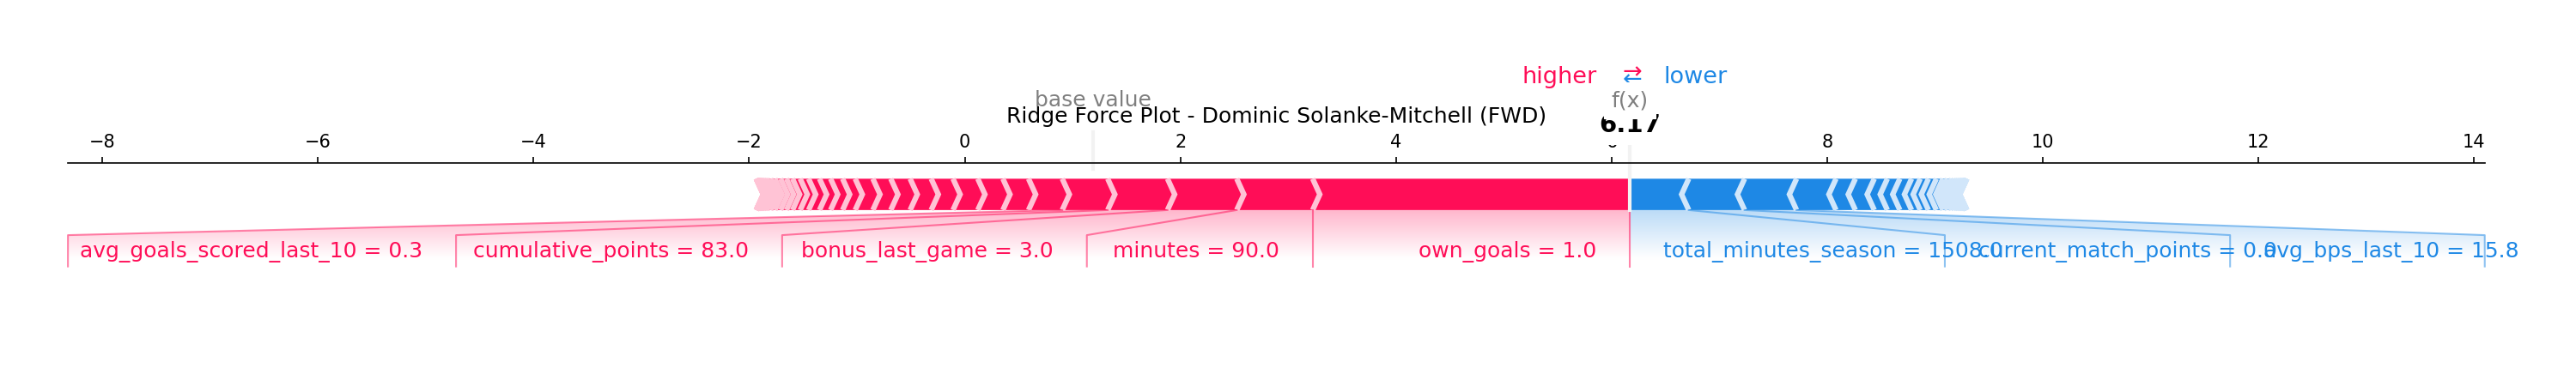 higher ⇄ lower
base value f(x)
Ridge Force Plot - Dominic Solanke-Mitchell (FWD)
6.17
−8 −6 −4 −2 0 2 4 6 8 10 12 14
avg_goals_scored_last_10 = 0.3 cumulative_points = 83.0 bonus_last_game = 3.0 minutes = 90.0 own_goals = 1.0 total_minutes_season = 1508.0 current_match_points = 0.0 avg_bps_last_10 = 15.8